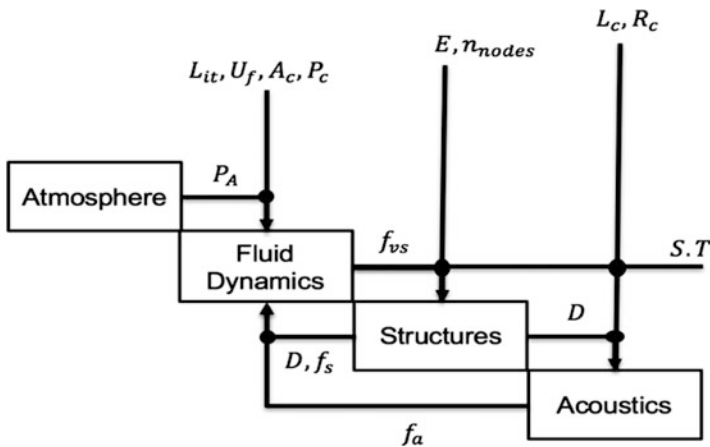 L_c, R_c
E, n_nodes
L_it, U_f, A_c, P_c
P_A
Atmosphere
f_vs
S.T
Fluid
Dynamics
D
Structures
D, f_s
Acoustics
f_a